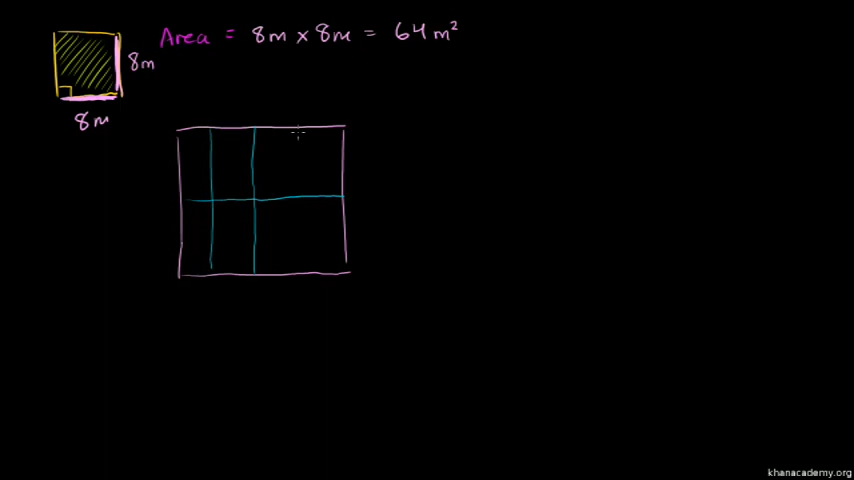 Area = 8m × 8m = 64 m²
8m
8m
khanacademy.org